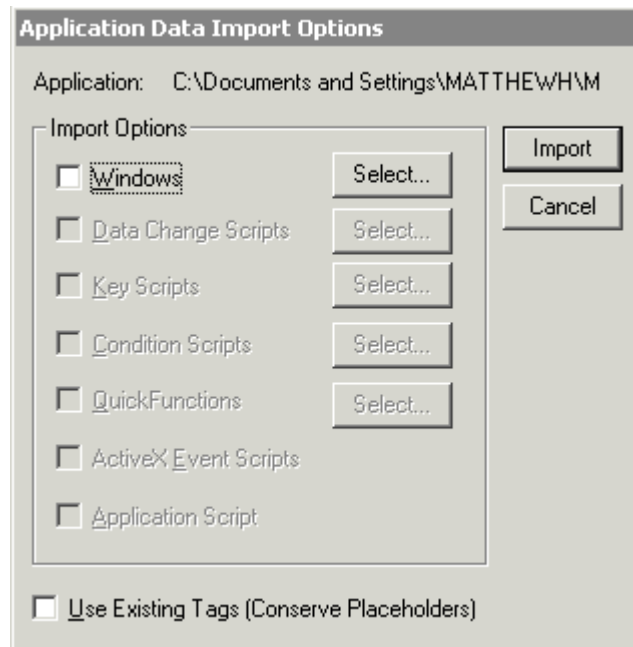 Application Data Import Options
Application: C:\Documents and Settings\MATTHEWH\M
Import Options
Windows Select...
Import
Data Change Scripts Select...
Cancel
Key Scripts Select...
Condition Scripts Select...
QuickFunctions Select...
ActiveX Event Scripts
Application Script
Use Existing Tags (Conserve Placeholders)